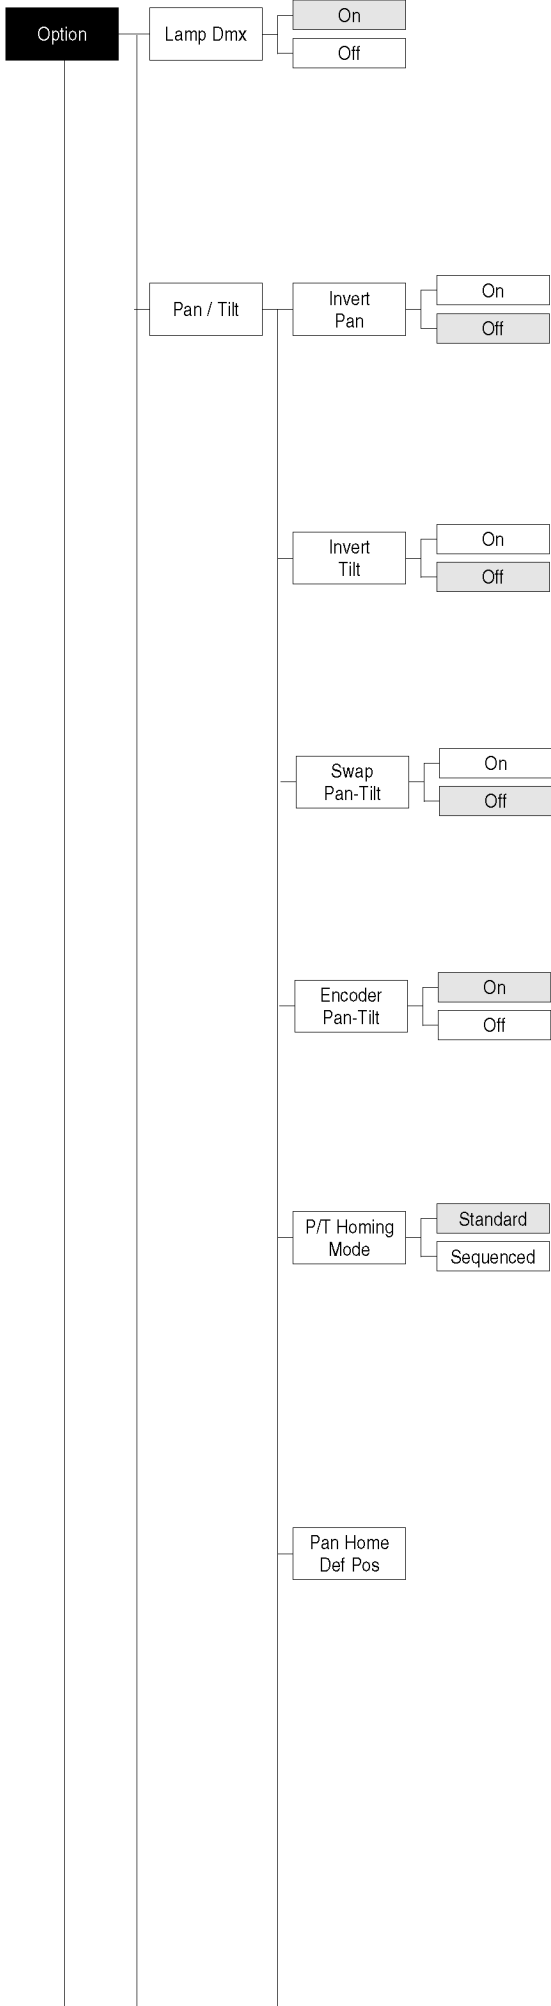 Option
Lamp Dmx
On
Off
Pan / Tilt
Invert
Pan
On
Off
Invert
Tilt
On
Off
Swap
Pan-Tilt
On
Off
Encoder
Pan-Tilt
On
Off
P/T Homing
Mode
Standard
Sequenced
Pan Home
Def Pos